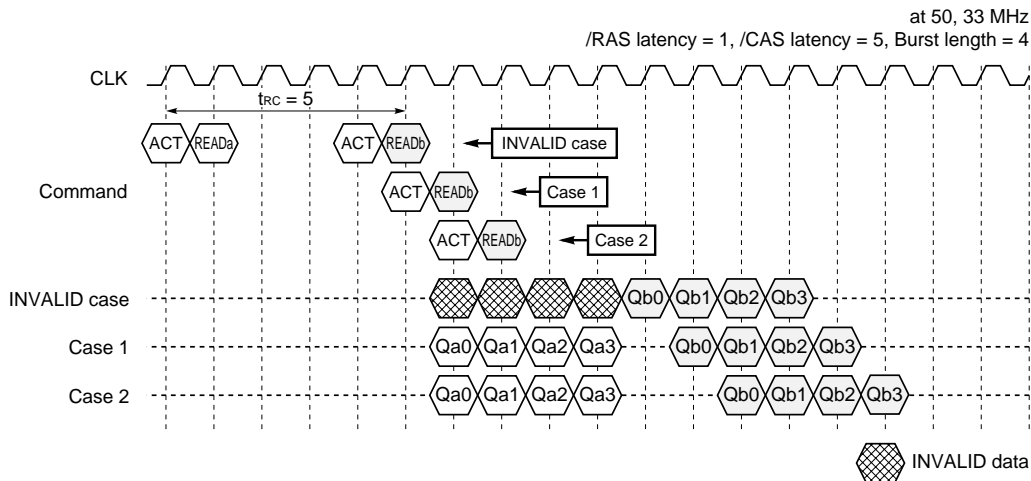 at 50, 33 MHz
/RAS latency = 1, /CAS latency = 5, Burst length = 4
CLK
tRC = 5
ACT READa ACT READb INVALID case
Command ACT READb Case 1
ACT READb Case 2
INVALID case Qb0 Qb1 Qb2 Qb3
Case 1 Qa0 Qa1 Qa2 Qa3 Qb0 Qb1 Qb2 Qb3
Case 2 Qa0 Qa1 Qa2 Qa3 Qb0 Qb1 Qb2 Qb3
INVALID data